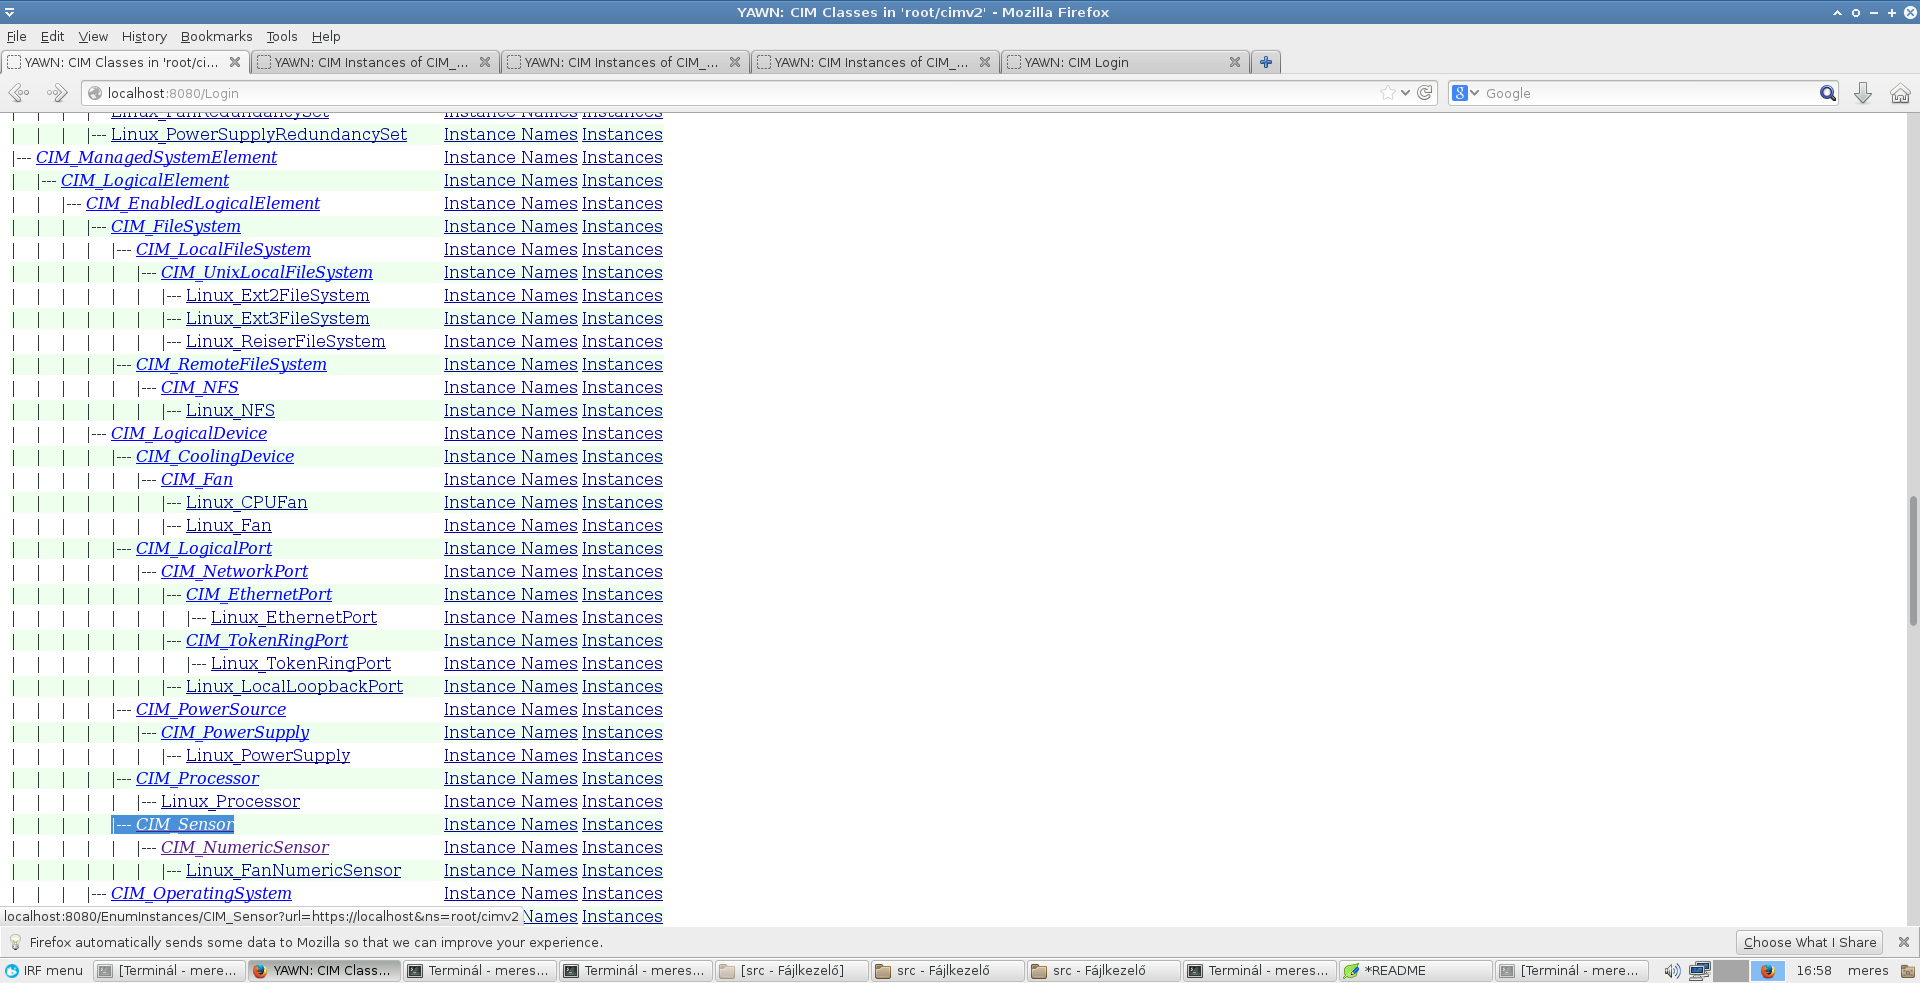 YAWN: CIM Classes in 'root/cimv2' - Mozilla Firefox
File Edit View History Bookmarks Tools Help
YAWN: CIM Classes in 'root/ci... YAWN: CIM Instances of CIM_... YAWN: CIM Instances of CIM_... YAWN: CIM Instances of CIM_... YAWN: CIM Login
localhost:8080/Login Google
Linux_FanRedundancySet Instance Names Instances
|--- Linux_PowerSupplyRedundancySet Instance Names Instances
|--- CIM_ManagedSystemElement Instance Names Instances
| |--- CIM_LogicalElement Instance Names Instances
| | |--- CIM_EnabledLogicalElement Instance Names Instances
| | | |--- CIM_FileSystem Instance Names Instances
| | | | |--- CIM_LocalFileSystem Instance Names Instances
| | | | | |--- CIM_UnixLocalFileSystem Instance Names Instances
| | | | | | |--- Linux_Ext2FileSystem Instance Names Instances
| | | | | | |--- Linux_Ext3FileSystem Instance Names Instances
| | | | | | |--- Linux_ReiserFileSystem Instance Names Instances
| | | | |--- CIM_RemoteFileSystem Instance Names Instances
| | | | | |--- CIM_NFS Instance Names Instances
| | | | | | |--- Linux_NFS Instance Names Instances
| | | |--- CIM_LogicalDevice Instance Names Instances
| | | | |--- CIM_CoolingDevice Instance Names Instances
| | | | | |--- CIM_Fan Instance Names Instances
| | | | | | |--- Linux_CPUFan Instance Names Instances
| | | | | | |--- Linux_Fan Instance Names Instances
| | | | |--- CIM_LogicalPort Instance Names Instances
| | | | | |--- CIM_NetworkPort Instance Names Instances
| | | | | | |--- CIM_EthernetPort Instance Names Instances
| | | | | | | |--- Linux_EthernetPort Instance Names Instances
| | | | | | |--- CIM_TokenRingPort Instance Names Instances
| | | | | | | |--- Linux_TokenRingPort Instance Names Instances
| | | | | | |--- Linux_LocalLoopbackPort Instance Names Instances
| | | | |--- CIM_PowerSource Instance Names Instances
| | | | | |--- CIM_PowerSupply Instance Names Instances
| | | | | | |--- Linux_PowerSupply Instance Names Instances
| | | | |--- CIM_Processor Instance Names Instances
| | | | | |--- Linux_Processor Instance Names Instances
| | | | |--- CIM_Sensor Instance Names Instances
| | | | | |--- CIM_NumericSensor Instance Names Instances
| | | | | | |--- Linux_FanNumericSensor Instance Names Instances
| | | |--- CIM_OperatingSystem Instance Names Instances
localhost:8080/EnumInstances/CIM_Sensor?url=https://localhost&ns=root/cimv2 Names Instances
Firefox automatically sends some data to Mozilla so that we can improve your experience. Choose What I Share
IRF menu [Terminál - mere... YAWN: CIM Class... Terminál - meres... Terminál - meres... [src - Fájlkezelő] src - Fájlkezelő src - Fájlkezelő Terminál - meres... *README [Terminál - mere... 16:58 meres